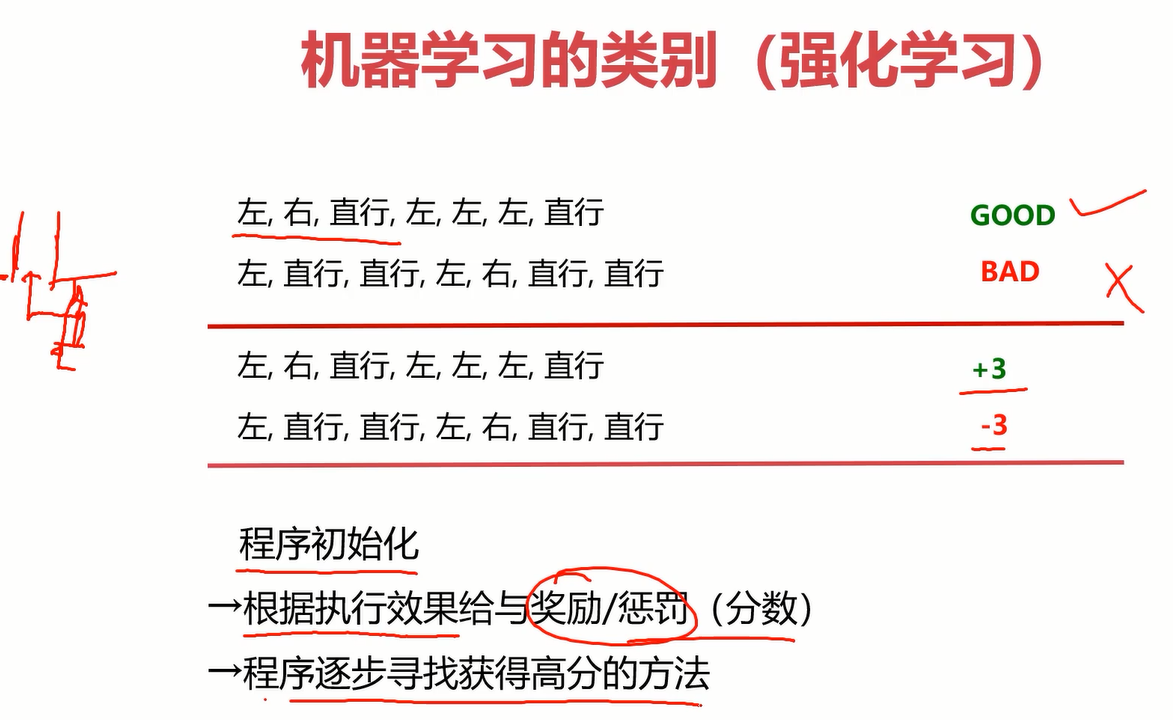 机器学习的类别（强化学习）
左, 右, 直行, 左, 左, 左, 直行 GOOD
左, 直行, 直行, 左, 右, 直行, 直行 BAD
左, 右, 直行, 左, 左, 左, 直行 +3
左, 直行, 直行, 左, 右, 直行, 直行 -3
程序初始化
→根据执行效果给与奖励/惩罚（分数）
→程序逐步寻找获得高分的方法